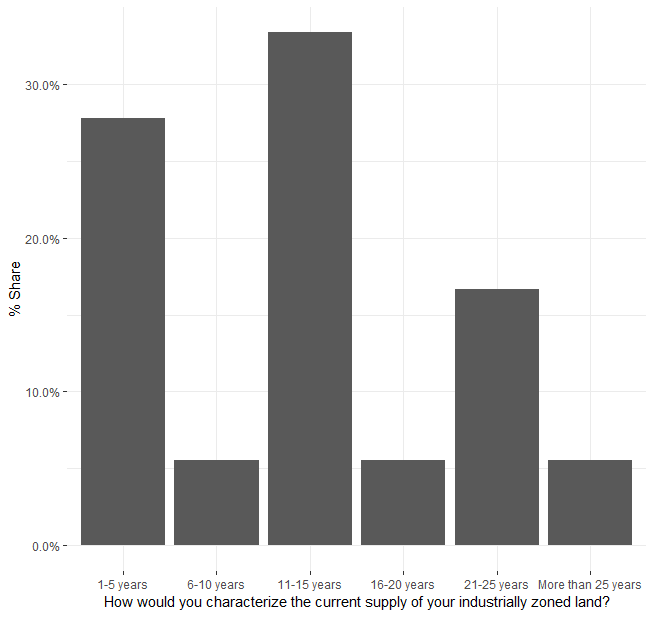 % Share
30.0%
20.0%
10.0%
0.0%
1-5 years 6-10 years 11-15 years 16-20 years 21-25 years More than 25 years
How would you characterize the current supply of your industrially zoned land?